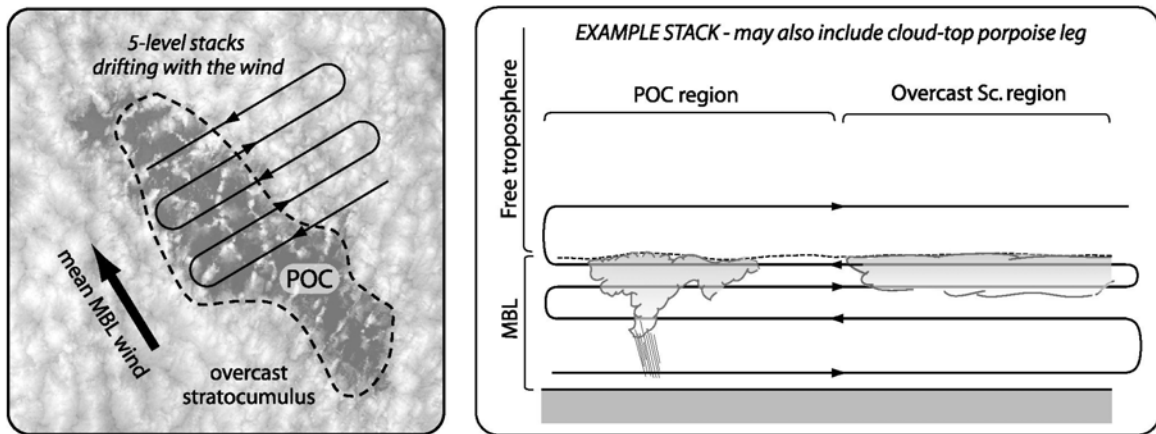 5-level stacks
drifting with the wind
POC
mean MBL wind
overcast
stratocumulus
EXAMPLE STACK - may also include cloud-top porpoise leg
POC region
Overcast Sc. region
Free troposphere
MBL